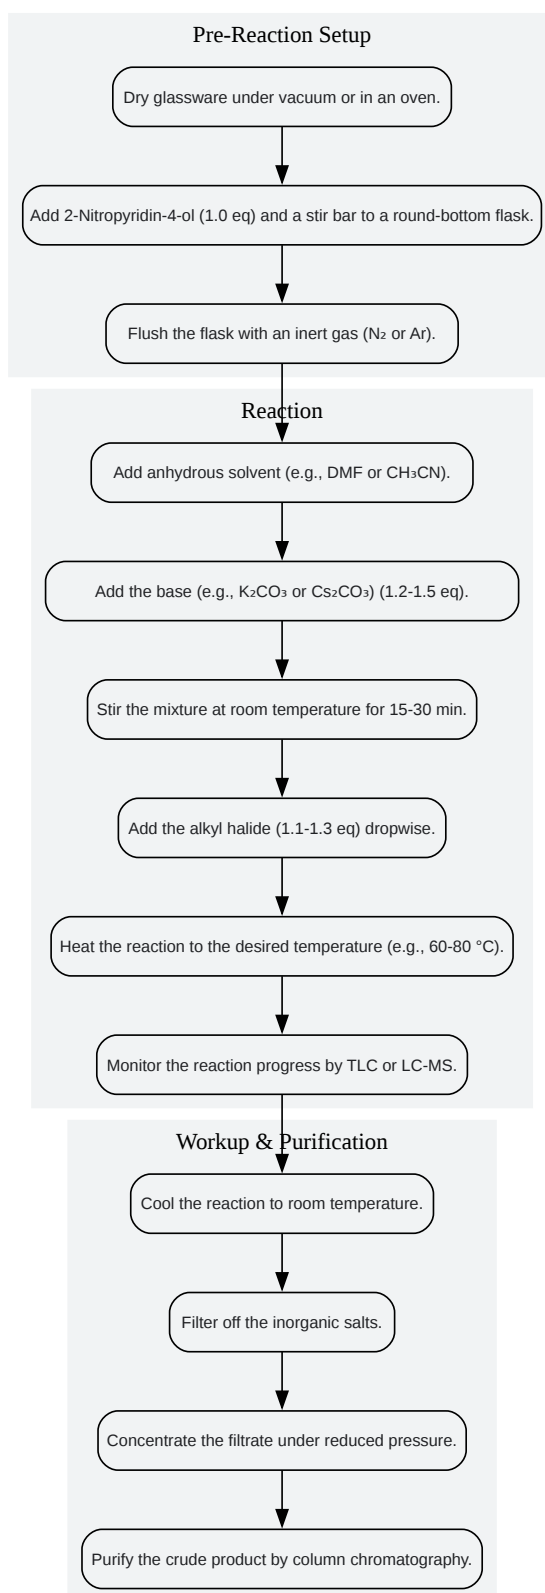 Pre-Reaction Setup
Dry glassware under vacuum or in an oven.
Add 2-Nitropyridin-4-ol (1.0 eq) and a stir bar to a round-bottom flask.
Flush the flask with an inert gas (N₂ or Ar).
Reaction
Add anhydrous solvent (e.g., DMF or CH₃CN).
Add the base (e.g., K₂CO₃ or Cs₂CO₃) (1.2-1.5 eq).
Stir the mixture at room temperature for 15-30 min.
Add the alkyl halide (1.1-1.3 eq) dropwise.
Heat the reaction to the desired temperature (e.g., 60-80 °C).
Monitor the reaction progress by TLC or LC-MS.
Workup & Purification
Cool the reaction to room temperature.
Filter off the inorganic salts.
Concentrate the filtrate under reduced pressure.
Purify the crude product by column chromatography.